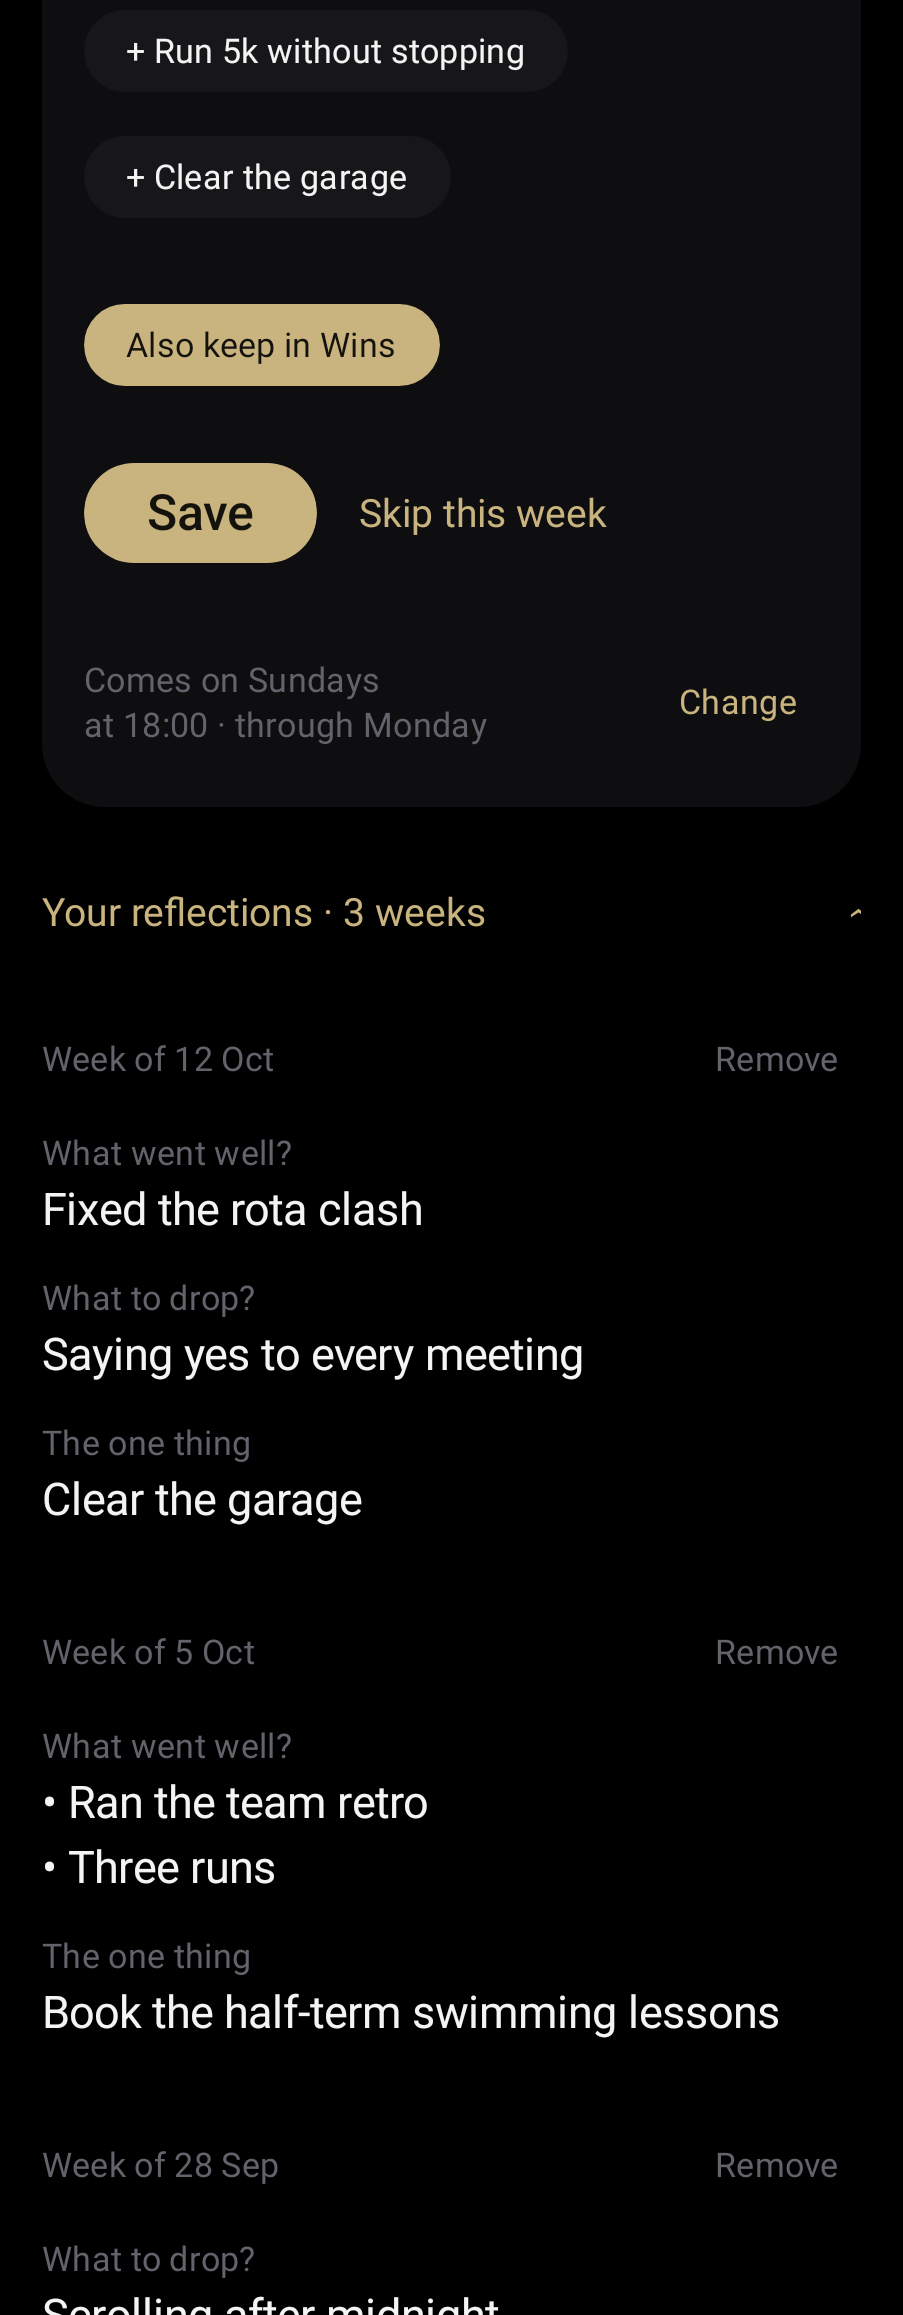 + Run 5k without stopping
+ Clear the garage
Also keep in Wins
Save
Skip this week
Comes on Sundays
at 18:00 · through Monday
Change
Your reflections · 3 weeks
Week of 12 Oct
Remove
What went well?
Fixed the rota clash
What to drop?
Saying yes to every meeting
The one thing
Clear the garage
Week of 5 Oct
Remove
What went well?
• Ran the team retro
• Three runs
The one thing
Book the half-term swimming lessons
Week of 28 Sep
Remove
What to drop?
Scrolling after midnight